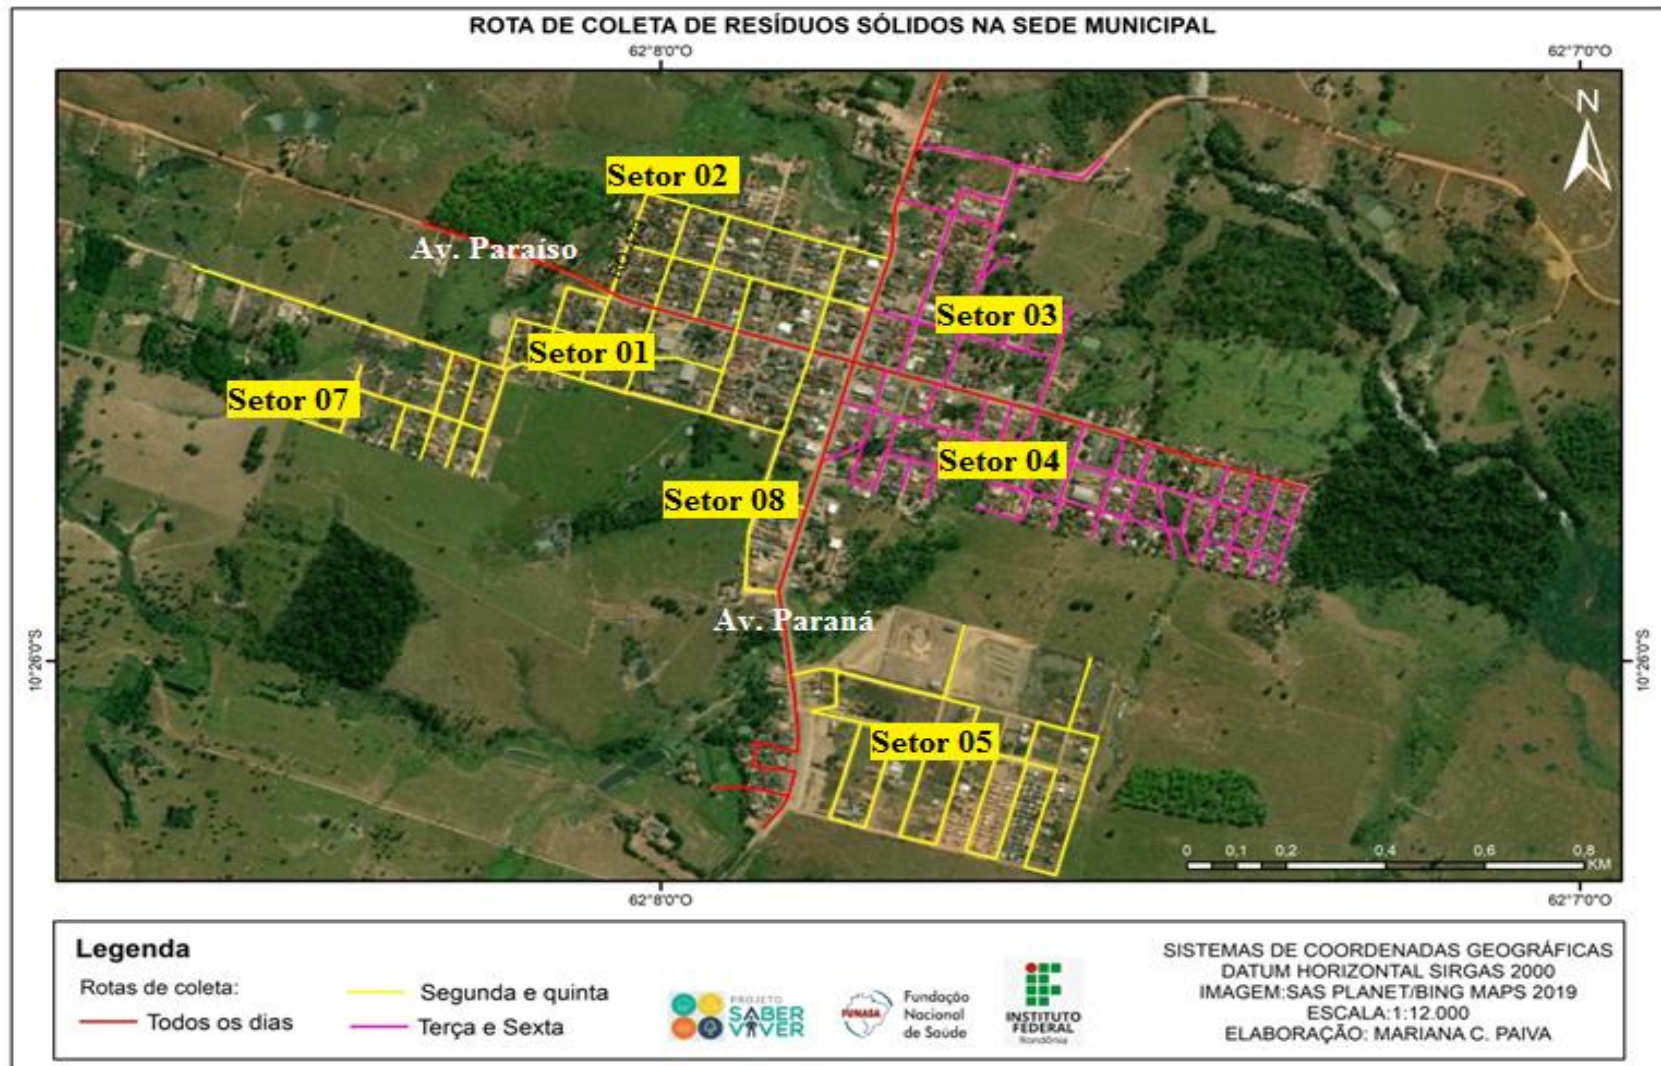 ROTA DE COLETA DE RESÍDUOS SÓLIDOS NA SEDE MUNICIPAL
62°8'0"O
62°7'0"O
N
Setor 02
Av. Paraíso
Setor 03
Setor 01
Setor 07
Setor 04
Setor 08
Av. Paraná
10°26'0"S
10°26'0"S
Setor 05
0 0,1 0,2 0,4 0,6 0,8
KM
62°8'0"O
62°7'0"O
Legenda
Rotas de coleta:
Todos os dias
Segunda e quinta
Terça e Sexta
PROJETO
SABER
VIVER
FUNASA
Fundação
Nacional
de Saúde
INSTITUTO
FEDERAL
Rondônia
SISTEMAS DE COORDENADAS GEOGRÁFICAS
DATUM HORIZONTAL SIRGAS 2000
IMAGEM:SAS PLANET/BING MAPS 2019
ESCALA:1:12.000
ELABORAÇÃO: MARIANA C. PAIVA